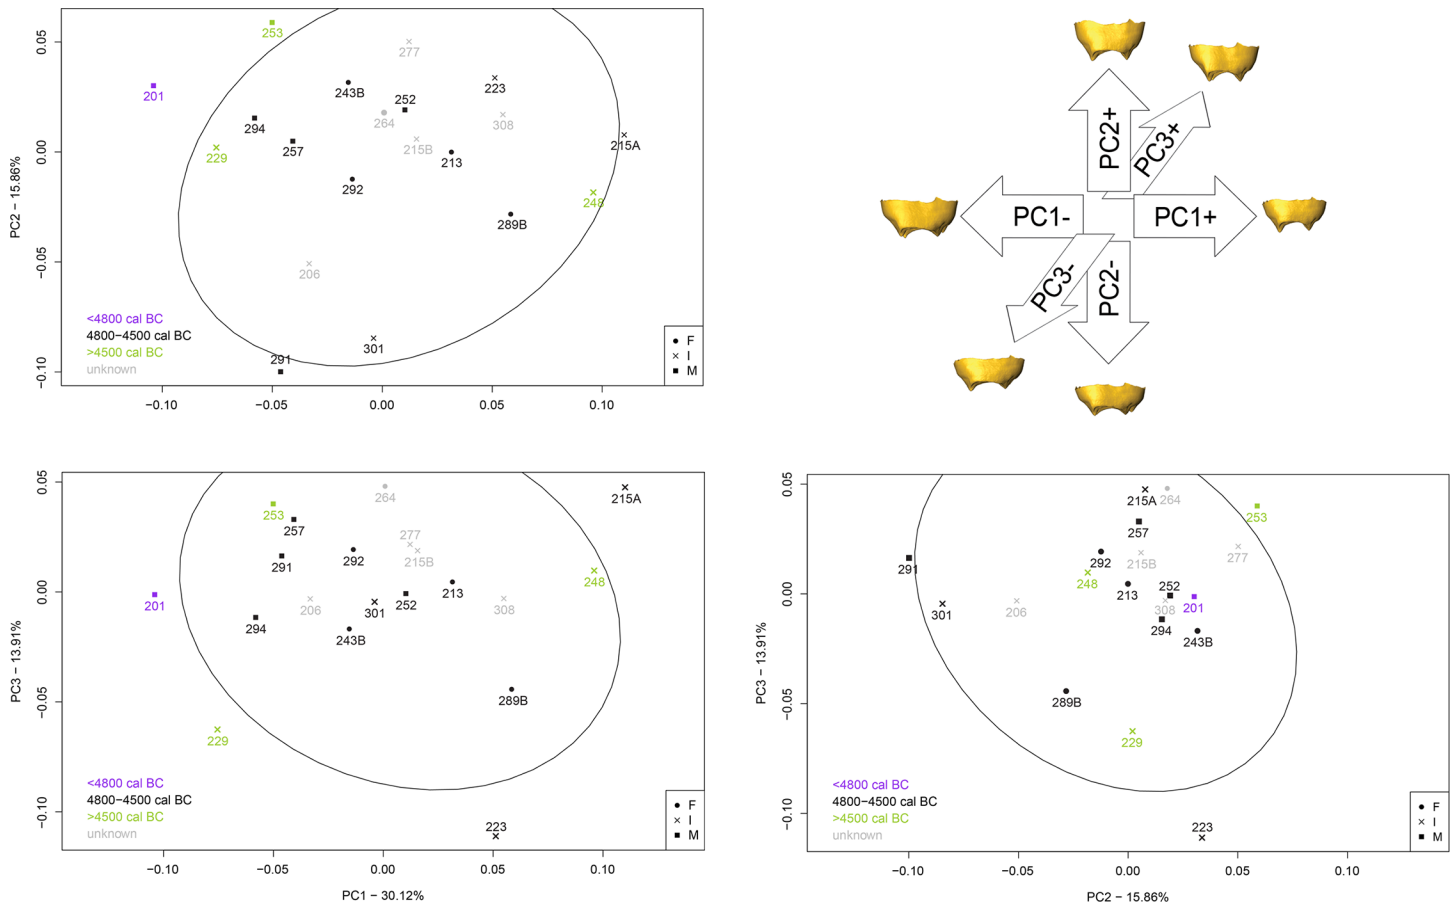 0.05
0.00
−0.05
−0.10
PC2 − 15.86%
253
277
201
243B
252
223
294
264
308
257
215B
215A
229
213
292
248
289B
206
301
291
<4800 cal BC
4800−4500 cal BC
>4500 cal BC
unknown
F
I
M
−0.10
−0.05
0.00
0.05
0.10
PC2+
PC3+
PC1-
PC1+
PC3-
PC2-
0.05
0.00
−0.05
−0.10
PC3 − 13.91%
264
215A
253
257
277
292
215B
291
248
201
206
301
252
213
308
294
243B
289B
229
223
<4800 cal BC
4800−4500 cal BC
>4500 cal BC
unknown
F
I
M
−0.10
−0.05
0.00
0.05
0.10
PC1 − 30.12%
0.05
0.00
−0.05
−0.10
PC3 − 13.91%
215A
264
253
257
277
292
215B
291
248
213
252
201
301
206
308
294
243B
289B
229
223
<4800 cal BC
4800−4500 cal BC
>4500 cal BC
unknown
F
I
M
−0.10
−0.05
0.00
0.05
0.10
PC2 − 15.86%